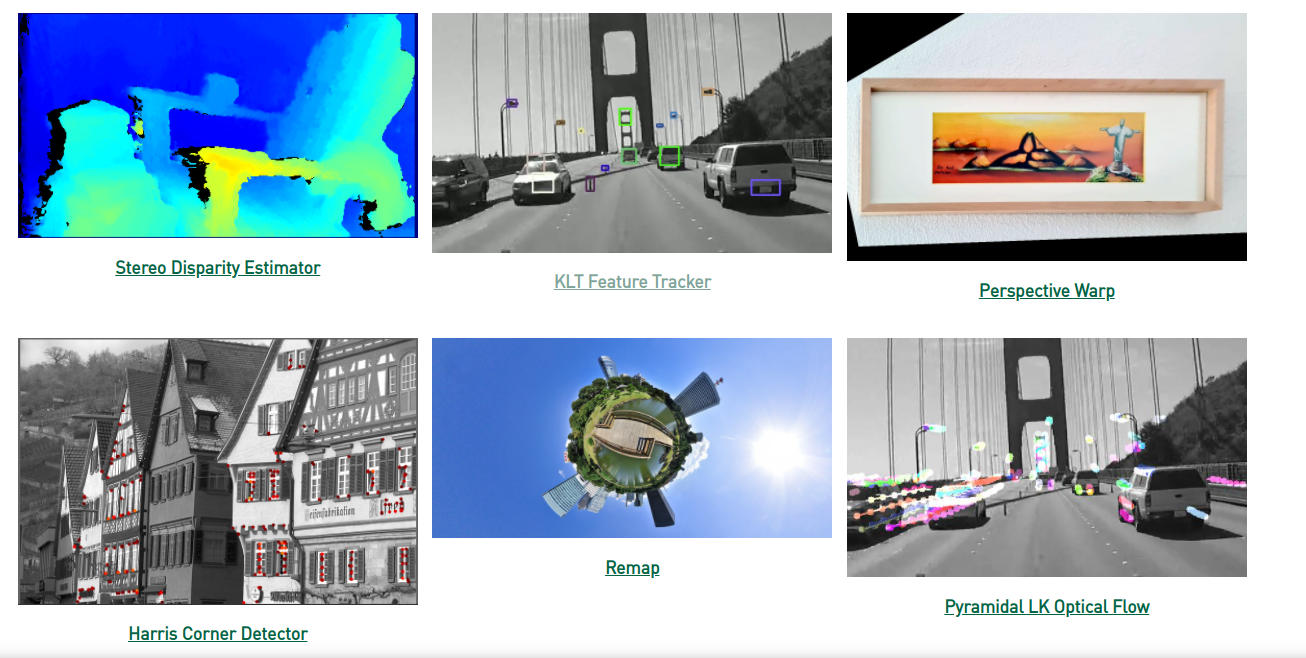 Stereo Disparity Estimator
KLT Feature Tracker
Perspective Warp
Harris Corner Detector
Remap
Pyramidal LK Optical Flow